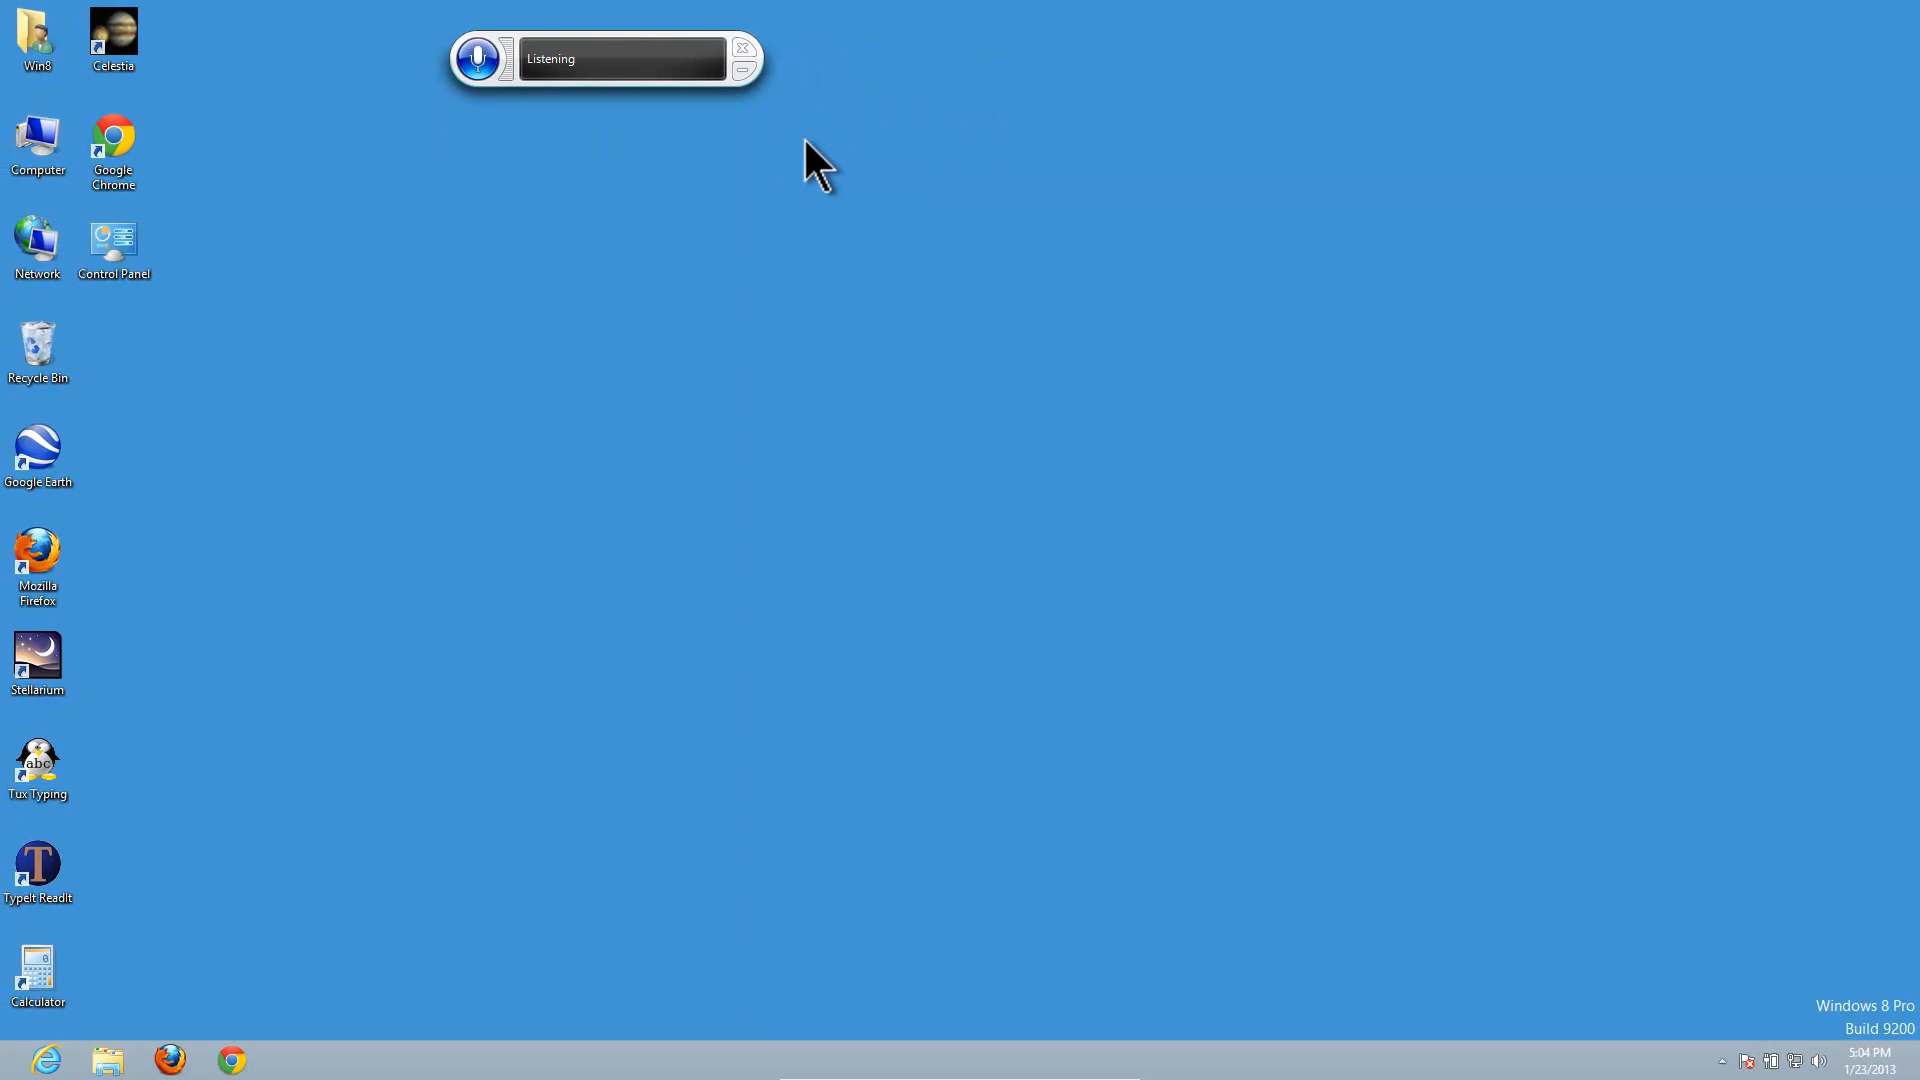 Listening
Win8
Celestia
Computer
Google
Chrome
Network
Control Panel
Recycle Bin
Google Earth
Mozilla
Firefox
Stellarium
abc
Tux Typing
T
TypeIt ReadIt
0
Calculator
Windows 8 Pro
Build 9200
5:04 PM
1/23/2013